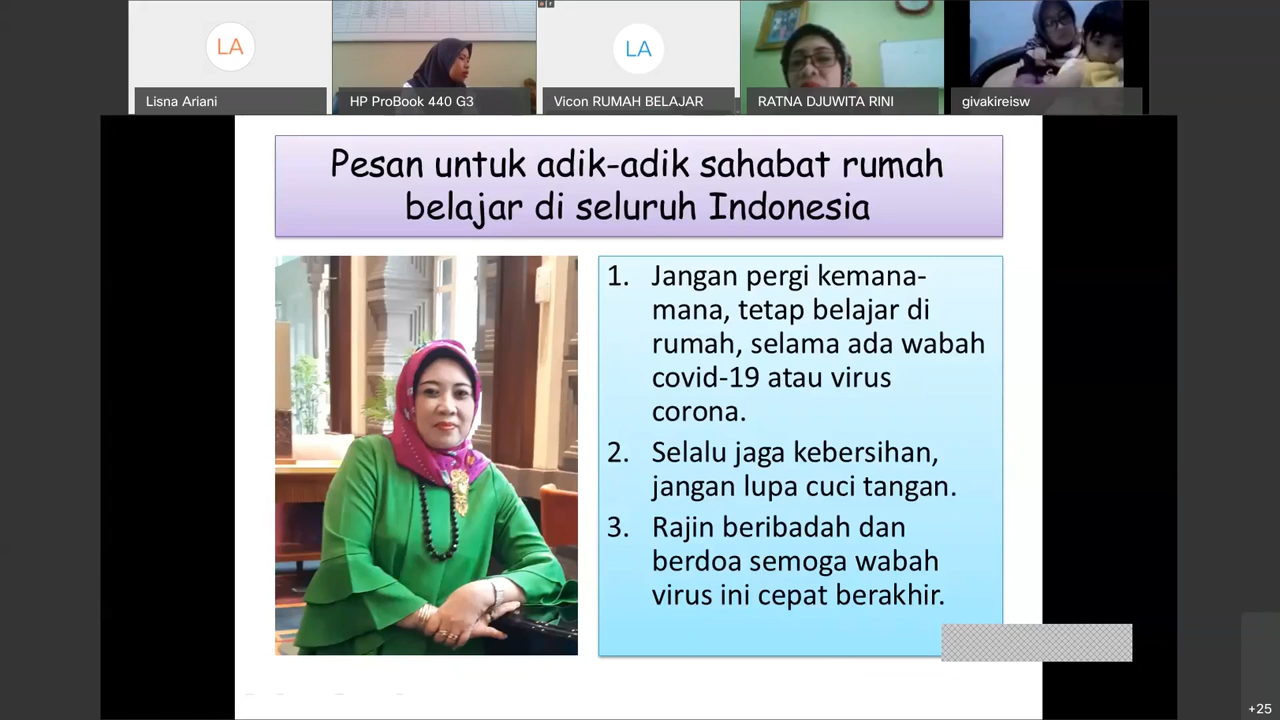 LA
LA
Lisna Ariani
HP ProBook 440 G3
Vicon RUMAH BELAJAR
RATNA DJUWITA RINI
givakireisw
Pesan untuk adik-adik sahabat rumah
belajar di seluruh Indonesia
1. Jangan pergi kemana-
mana, tetap belajar di
rumah, selama ada wabah
covid-19 atau virus
corona.
2. Selalu jaga kebersihan,
jangan lupa cuci tangan.
3. Rajin beribadah dan
berdoa semoga wabah
virus ini cepat berakhir.
+25